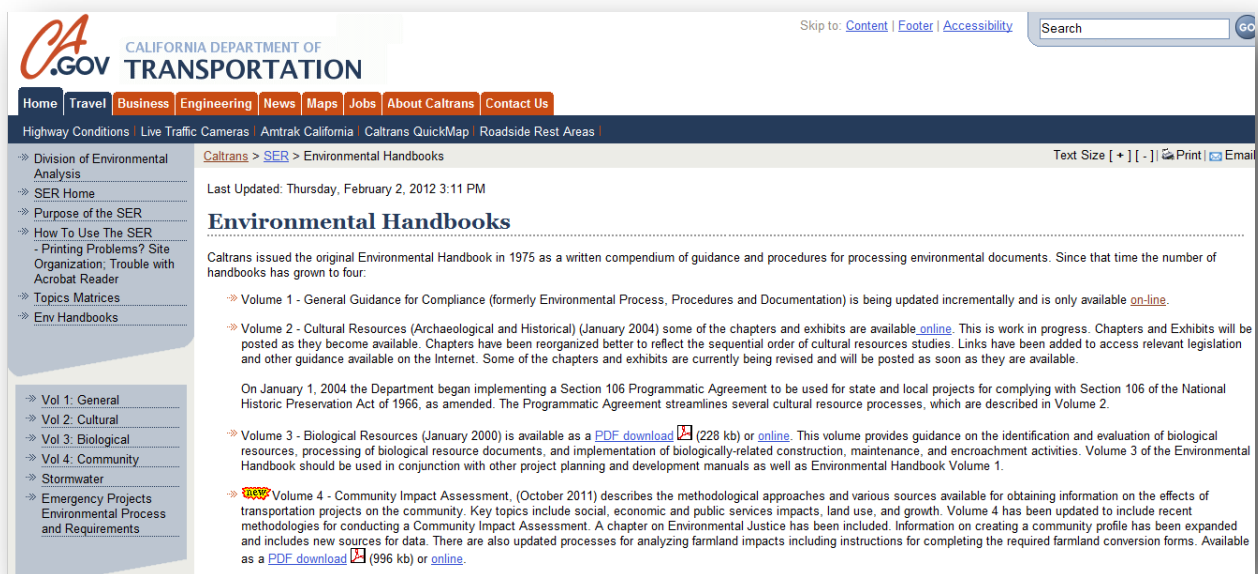 Skip to: Content | Footer | Accessibility
Search
GO
CA
.GOV
CALIFORNIA DEPARTMENT OF
TRANSPORTATION
Home Travel Business Engineering News Maps Jobs About Caltrans Contact Us
Highway Conditions | Live Traffic Cameras | Amtrak California | Caltrans QuickMap | Roadside Rest Areas |
Division of Environmental
Analysis
SER Home
Purpose of the SER
How To Use The SER
- Printing Problems? Site
Organization; Trouble with
Acrobat Reader
Topics Matrices
Env Handbooks
Vol 1: General
Vol 2: Cultural
Vol 3: Biological
Vol 4: Community
Stormwater
Emergency Projects
Environmental Process
and Requirements
Caltrans > SER > Environmental Handbooks
Text Size [ + ] [ - ] | Print | Email
Last Updated: Thursday, February 2, 2012 3:11 PM
Environmental Handbooks
Caltrans issued the original Environmental Handbook in 1975 as a written compendium of guidance and procedures for processing environmental documents. Since that time the number of
handbooks has grown to four:
Volume 1 - General Guidance for Compliance (formerly Environmental Process, Procedures and Documentation) is being updated incrementally and is only available on-line.
Volume 2 - Cultural Resources (Archaeological and Historical) (January 2004) some of the chapters and exhibits are available online. This is work in progress. Chapters and Exhibits will be
posted as they become available. Chapters have been reorganized better to reflect the sequential order of cultural resources studies. Links have been added to access relevant legislation
and other guidance available on the Internet. Some of the chapters and exhibits are currently being revised and will be posted as soon as they are available.
On January 1, 2004 the Department began implementing a Section 106 Programmatic Agreement to be used for state and local projects for complying with Section 106 of the National
Historic Preservation Act of 1966, as amended. The Programmatic Agreement streamlines several cultural resource processes, which are described in Volume 2.
Volume 3 - Biological Resources (January 2000) is available as a PDF download (228 kb) or online. This volume provides guidance on the identification and evaluation of biological
resources, processing of biological resource documents, and implementation of biologically-related construction, maintenance, and encroachment activities. Volume 3 of the Environmental
Handbook should be used in conjunction with other project planning and development manuals as well as Environmental Handbook Volume 1.
new Volume 4 - Community Impact Assessment, (October 2011) describes the methodological approaches and various sources available for obtaining information on the effects of
transportation projects on the community. Key topics include social, economic and public services impacts, land use, and growth. Volume 4 has been updated to include recent
methodologies for conducting a Community Impact Assessment. A chapter on Environmental Justice has been included. Information on creating a community profile has been expanded
and includes new sources for data. There are also updated processes for analyzing farmland impacts including instructions for completing the required farmland conversion forms. Available
as a PDF download (996 kb) or online.